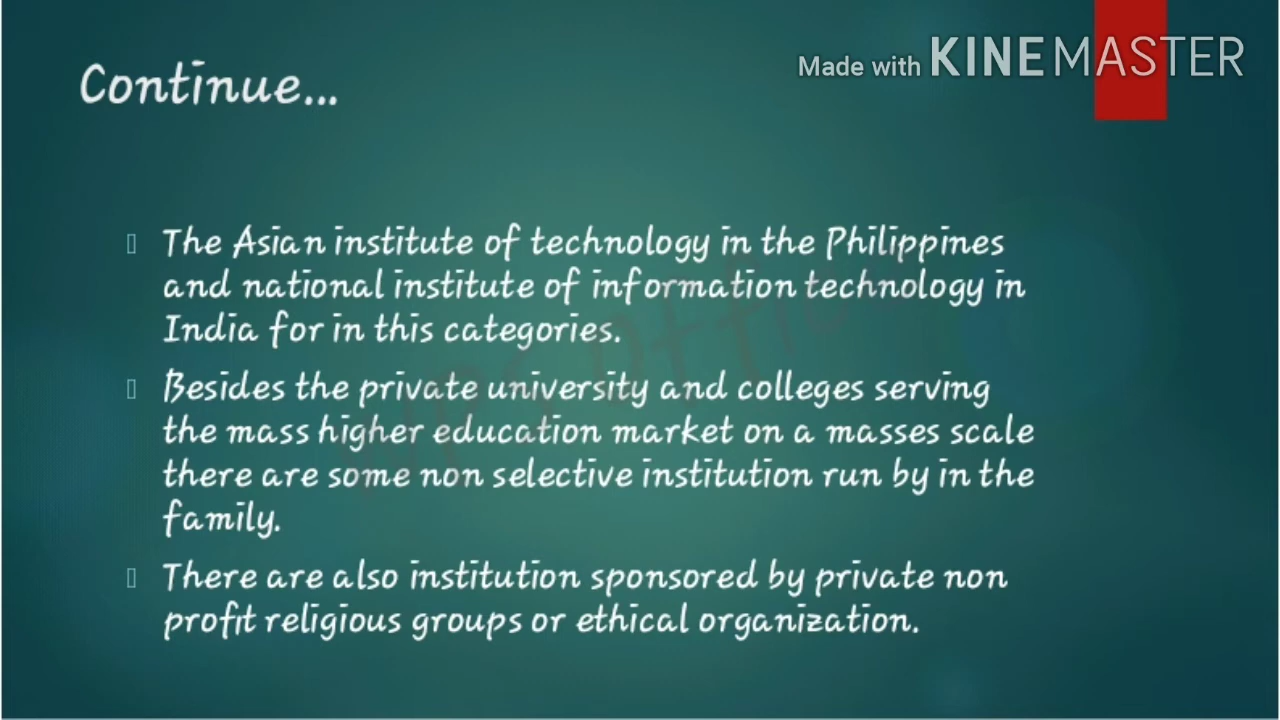 Continue...
Made with KINEMASTER
The Asian institute of technology in the Philippines
and national institute of information technology in
India for in this categories.
Besides the private university and colleges serving
the mass higher education market on a masses scale
there are some non selective institution run by in the
family.
There are also institution sponsored by private non
profit religious groups or ethical organization.
WPS Office